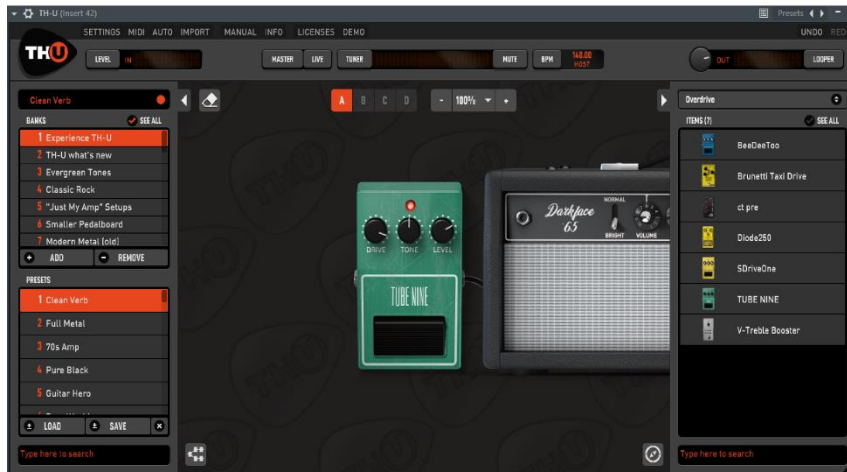 TH-U (Insert 42)
Presets
SETTINGS MIDI AUTO IMPORT MANUAL INFO LICENSES DEMO
UNDO RED
THU
LEVEL IN
MASTER LIVE TUNER MUTE BPM 140.00 HOST
OUT LOOPER
Clean Verb
BANKS SEE ALL
1 Experience TH-U
2 TH-U what's new
3 Evergreen Tones
4 Classic Rock
5 "Just My Amp" Setups
6 Smaller Pedalboard
7 Modern Metal (old)
+ ADD - REMOVE
PRESETS
1 Clean Verb
2 Full Metal
3 70s Amp
4 Pure Black
5 Guitar Hero
LOAD SAVE
Type here to search
A B C D - 100% +
DRIVE TONE LEVEL
TUBE NINE
Darkface 65
NORMAL
BRIGHT VOLUME
Overdrive
ITEMS (7) SEE ALL
BeeDeeToo
Brunetti Taxi Drive
ct pre
Diode250
SDriveOne
TUBE NINE
V-Treble Booster
Type here to search